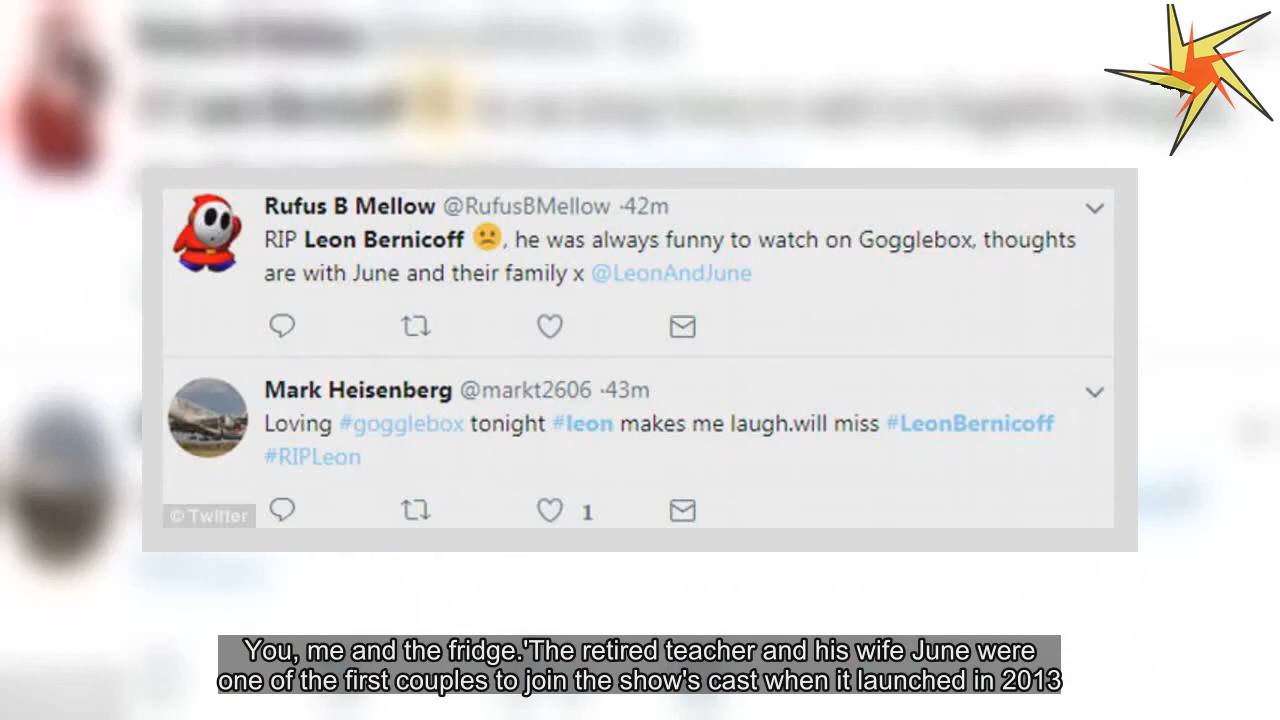 Rufus B Mellow @RufusBMellow ·42m
RIP Leon Bernicoff 🙁, he was always funny to watch on Gogglebox, thoughts
are with June and their family x @LeonAndJune
Mark Heisenberg @markt2606 ·43m
Loving #gogglebox tonight #leon makes me laugh.will miss #LeonBernicoff
#RIPLeon
1
© Twitter
You, me and the fridge.'The retired teacher and his wife June were
one of the first couples to join the show's cast when it launched in 2013